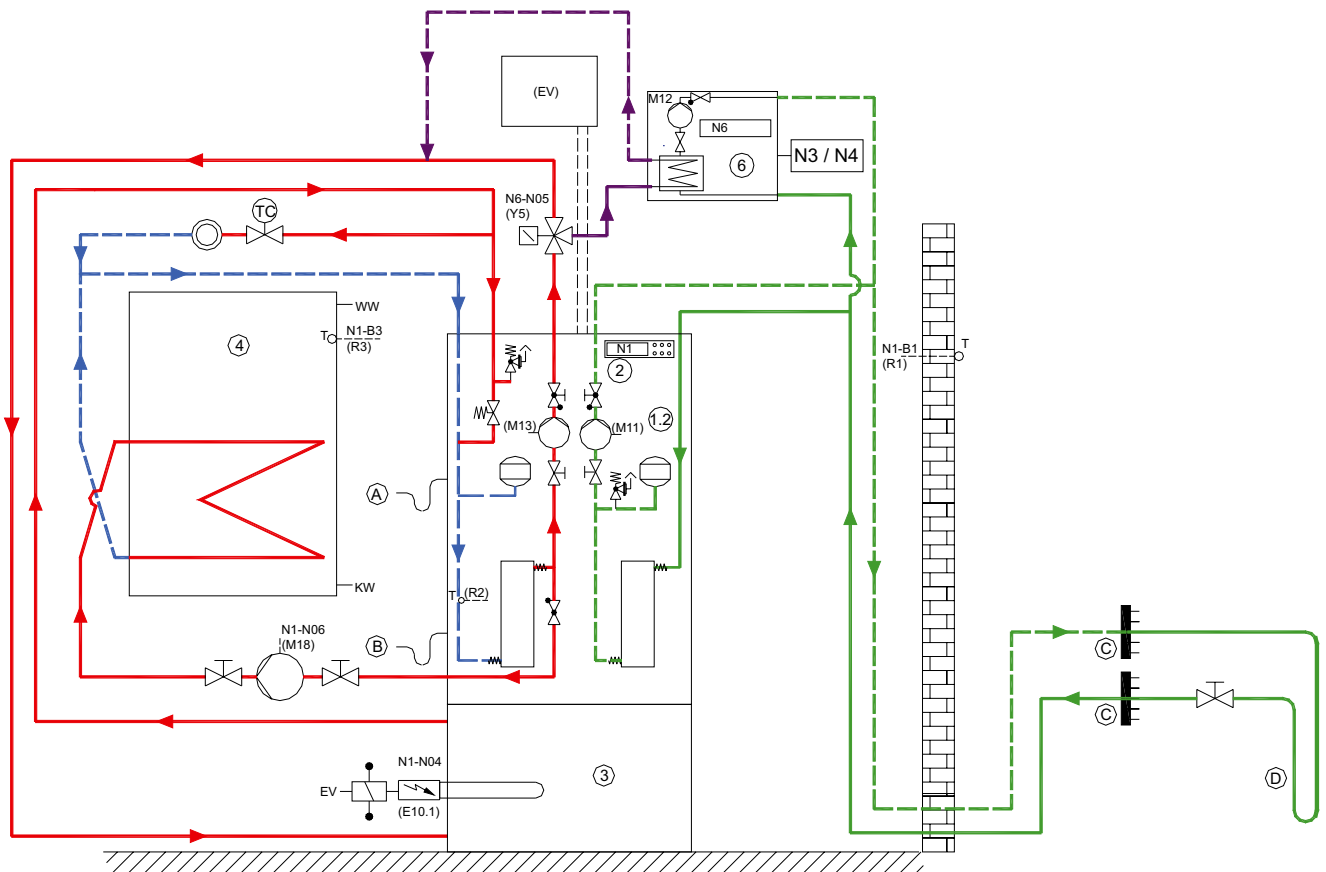 (EV)
M12
N6
6
N3 / N4
N6-N05
(Y5)
TC
WW
T
N1-B3
(R3)
4
N1
2
N1-B1
(R1)
T
(M13)
(M11)
1.2
A
T
(R2)
KW
B
N1-N06
(M18)
C
C
N1-N04
EV
(E10.1)
3
D